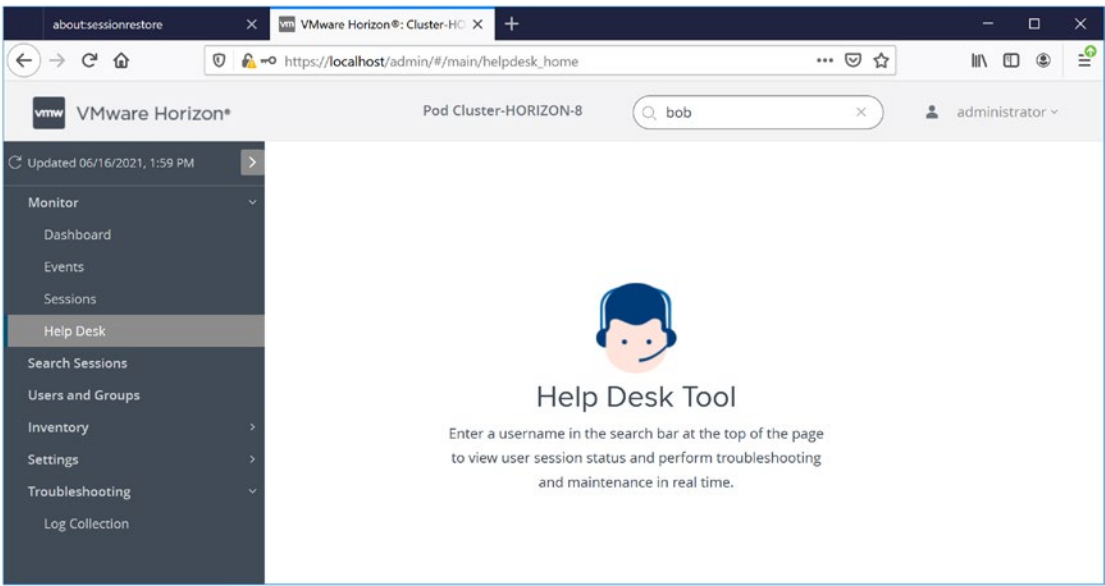 about:sessionrestore
VMware Horizon®: Cluster-HO
https://localhost/admin/#/main/helpdesk_home
vmw VMware Horizon®
Pod Cluster-HORIZON-8
bob
administrator
Updated 06/16/2021, 1:59 PM
Monitor
Dashboard
Events
Sessions
Help Desk
Search Sessions
Users and Groups
Inventory
Settings
Troubleshooting
Log Collection
Help Desk Tool
Enter a username in the search bar at the top of the page
to view user session status and perform troubleshooting
and maintenance in real time.